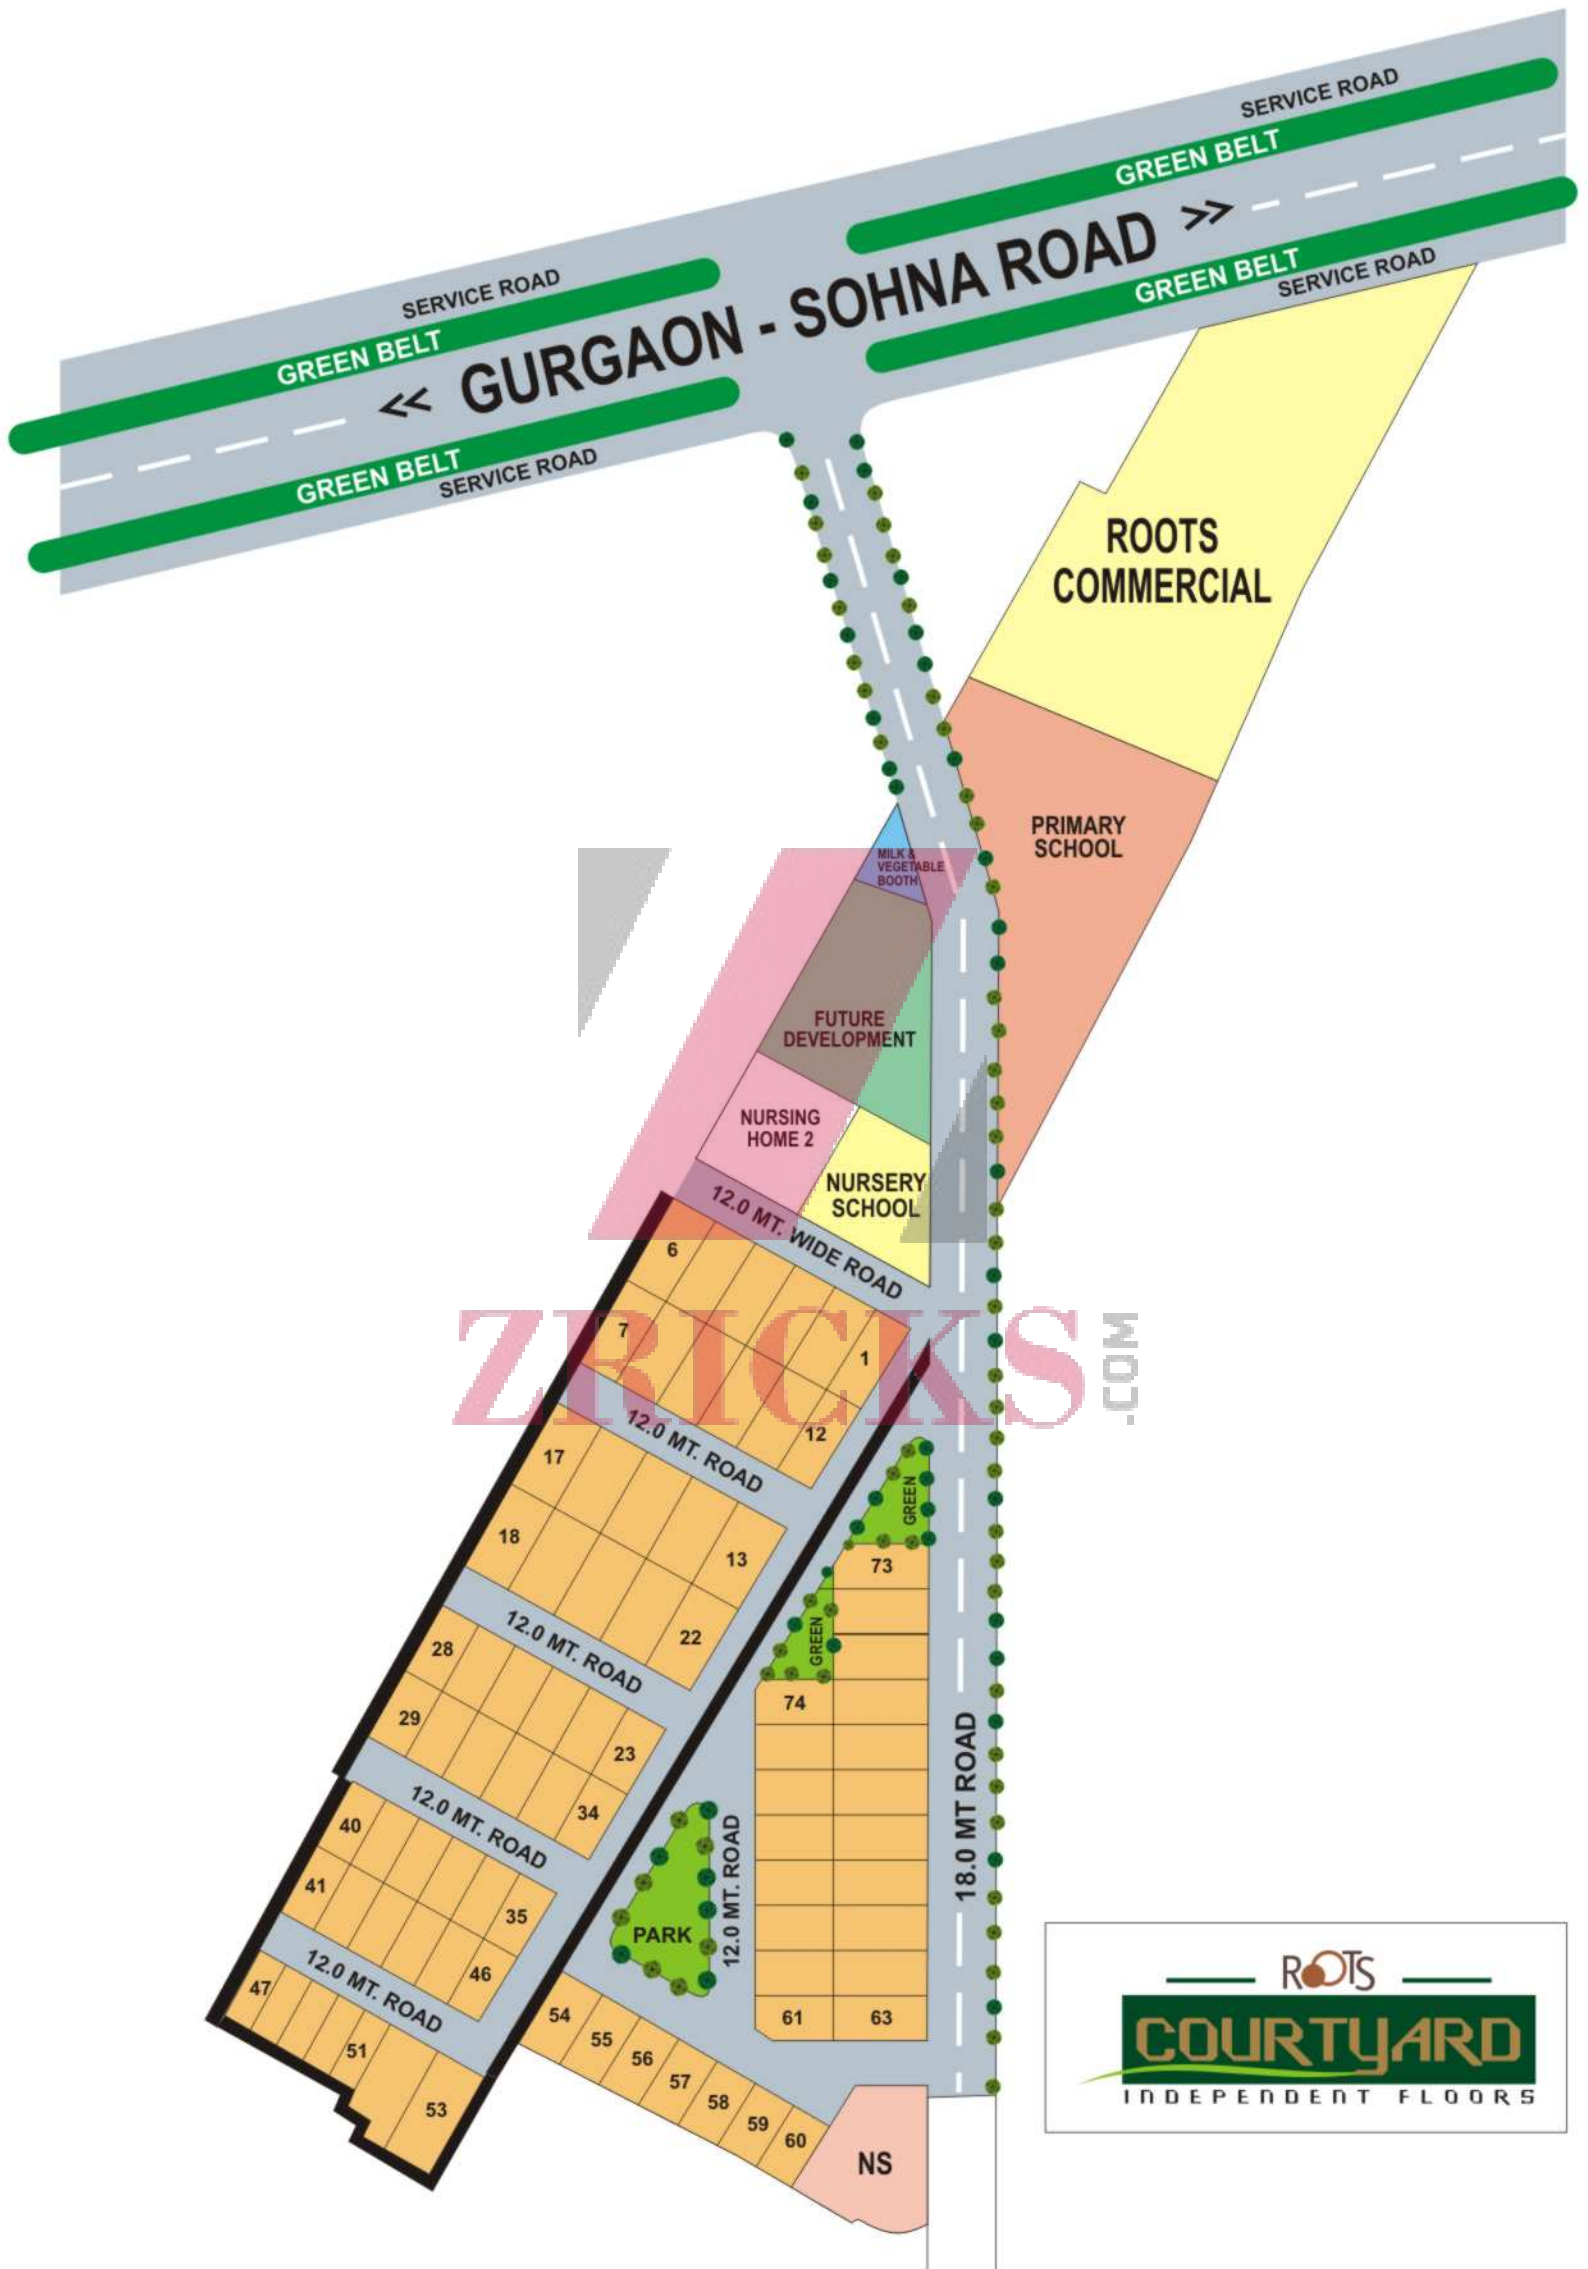 SERVICE ROAD
GREEN BELT
<< GURGAON - SOHNA ROAD >>
GREEN BELT
SERVICE ROAD
SERVICE ROAD
GREEN BELT
GREEN BELT
SERVICE ROAD
ROOTS
COMMERCIAL
PRIMARY
SCHOOL
MILK &
VEGETABLE
BOOTH
FUTURE
DEVELOPMENT
NURSING
HOME 2
NURSERY
SCHOOL
12.0 MT. WIDE ROAD
6
7
1
12
ZRICKS
.COM
12.0 MT. ROAD
17
18
13
22
GREEN
73
GREEN
12.0 MT. ROAD
28
29
23
34
74
12.0 MT. ROAD
18.0 MT ROAD
40
41
35
46
PARK
12.0 MT. ROAD
12.0 MT. ROAD
47
51
53
54
55
56
57
58
59
60
61
63
NS
ROOTS
COURTYARD
INDEPENDENT FLOORS